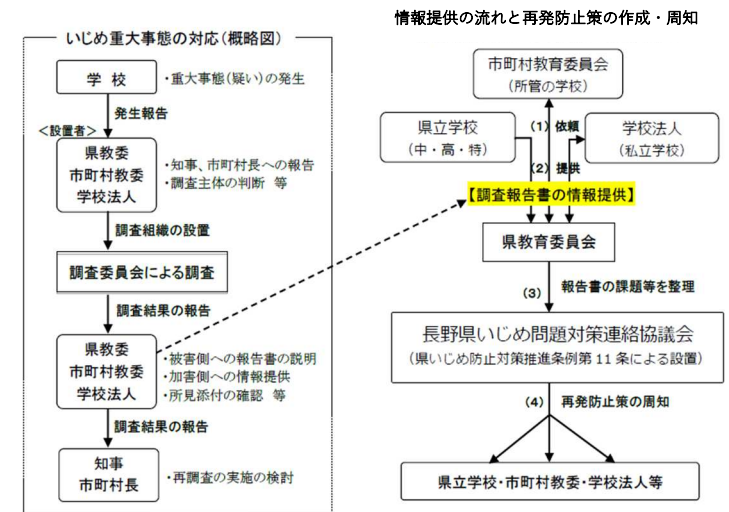 情報提供の流れと再発防止策の作成・周知
いじめ重大事態の対応(概略図)
学 校
・重大事態(疑い)の発生
発生報告
<設置者>
県教委
市町村教委
学校法人
・知事、市町村長への報告
・調査主体の判断 等
調査組織の設置
調査委員会による調査
調査結果の報告
県教委
市町村教委
学校法人
・被害側への報告書の説明
・加害側への情報提供
・所見添付の確認 等
調査結果の報告
知事
市町村長
・再調査の実施の検討
市町村教育委員会
(所管の学校)
(1) 依頼
県立学校
(中・高・特)
学校法人
(私立学校)
(2) 提供
【調査報告書の情報提供】
県教育委員会
(3) 報告書の課題等を整理
長野県いじめ問題対策連絡協議会
(県いじめ防止対策推進条例第 11 条による設置)
(4) 再発防止策の周知
県立学校・市町村教委・学校法人等